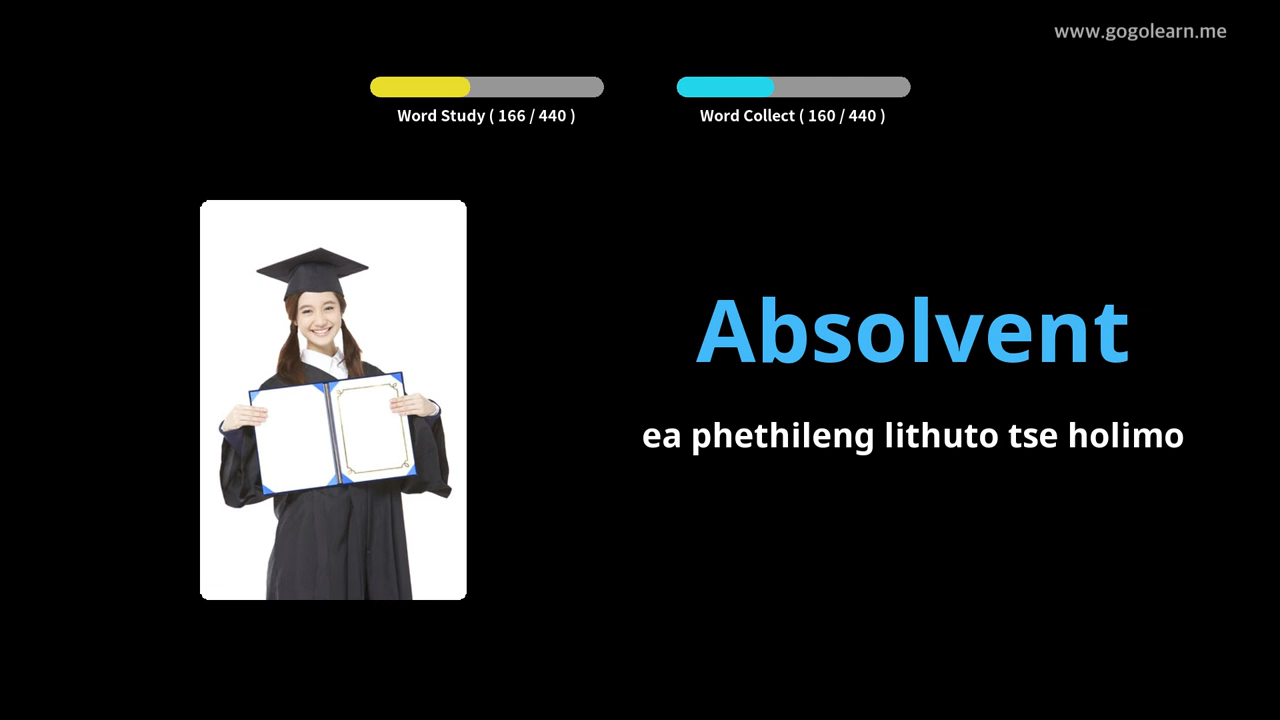 www.gogolearn.me
Word Study ( 166 / 440 )
Word Collect ( 160 / 440 )
Absolvent
ea phethileng lithuto tse holimo